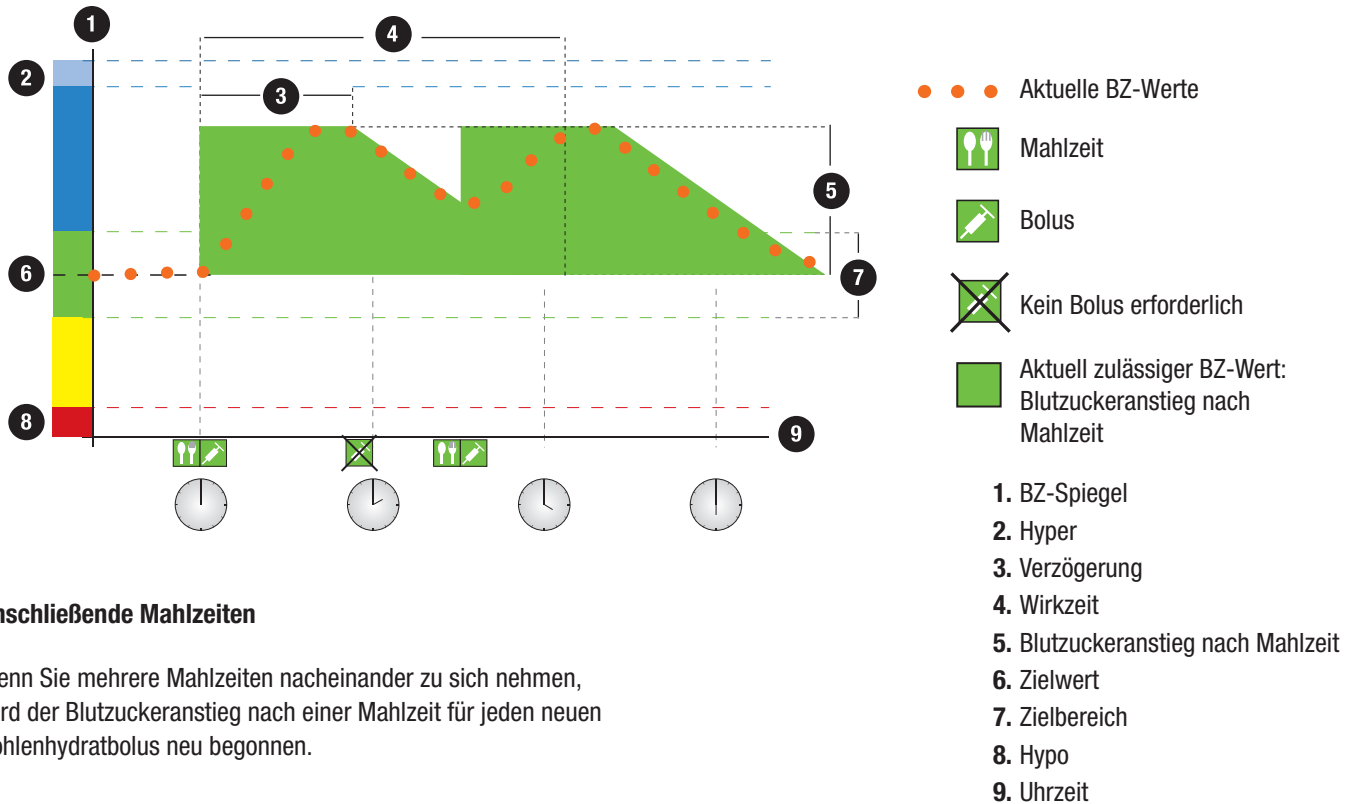 1
2
3
4
5
6
7
8
9
Aktuelle BZ-Werte
Mahlzeit
Bolus
Kein Bolus erforderlich
Aktuell zulässiger BZ-Wert:
Blutzuckeranstieg nach
Mahlzeit
1. BZ-Spiegel
2. Hyper
3. Verzögerung
4. Wirkzeit
5. Blutzuckeranstieg nach Mahlzeit
6. Zielwert
7. Zielbereich
8. Hypo
9. Uhrzeit
nschließende Mahlzeiten
enn Sie mehrere Mahlzeiten nacheinander zu sich nehmen,
ird der Blutzuckeranstieg nach einer Mahlzeit für jeden neuen
ohlenhydratbolus neu begonnen.